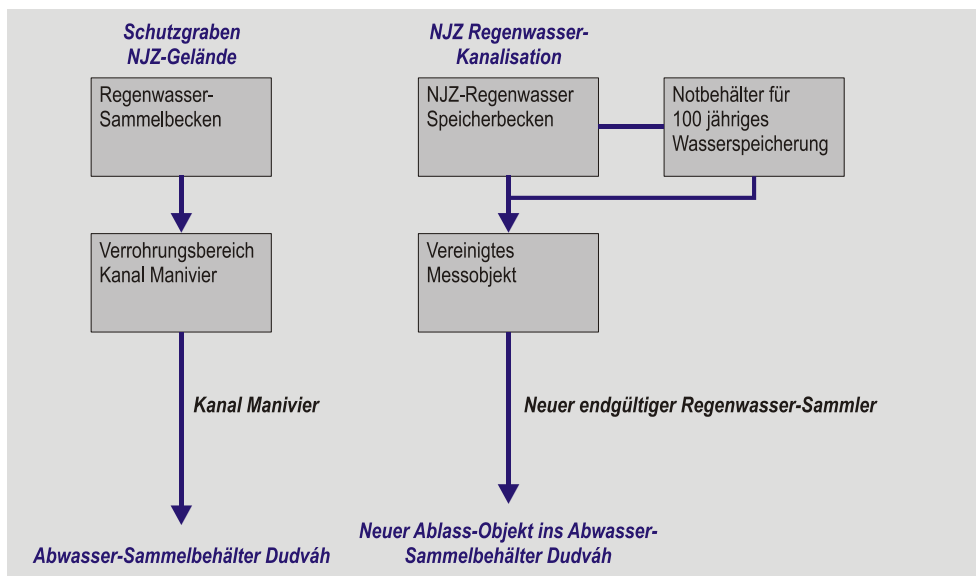 Schutzgraben
NJZ-Gelände
Regenwasser-
Sammelbecken
Verrohrungsbereich
Kanal Manivier
Kanal Manivier
Abwasser-Sammelbehälter Dudváh
NJZ Regenwasser-
Kanalisation
NJZ-Regenwasser
Speicherbecken
Notbehälter für
100 jähriges
Wasserspeicherung
Vereinigtes
Messobjekt
Neuer endgültiger Regenwasser-Sammler
Neuer Ablass-Objekt ins Abwasser-
Sammelbehälter Dudváh